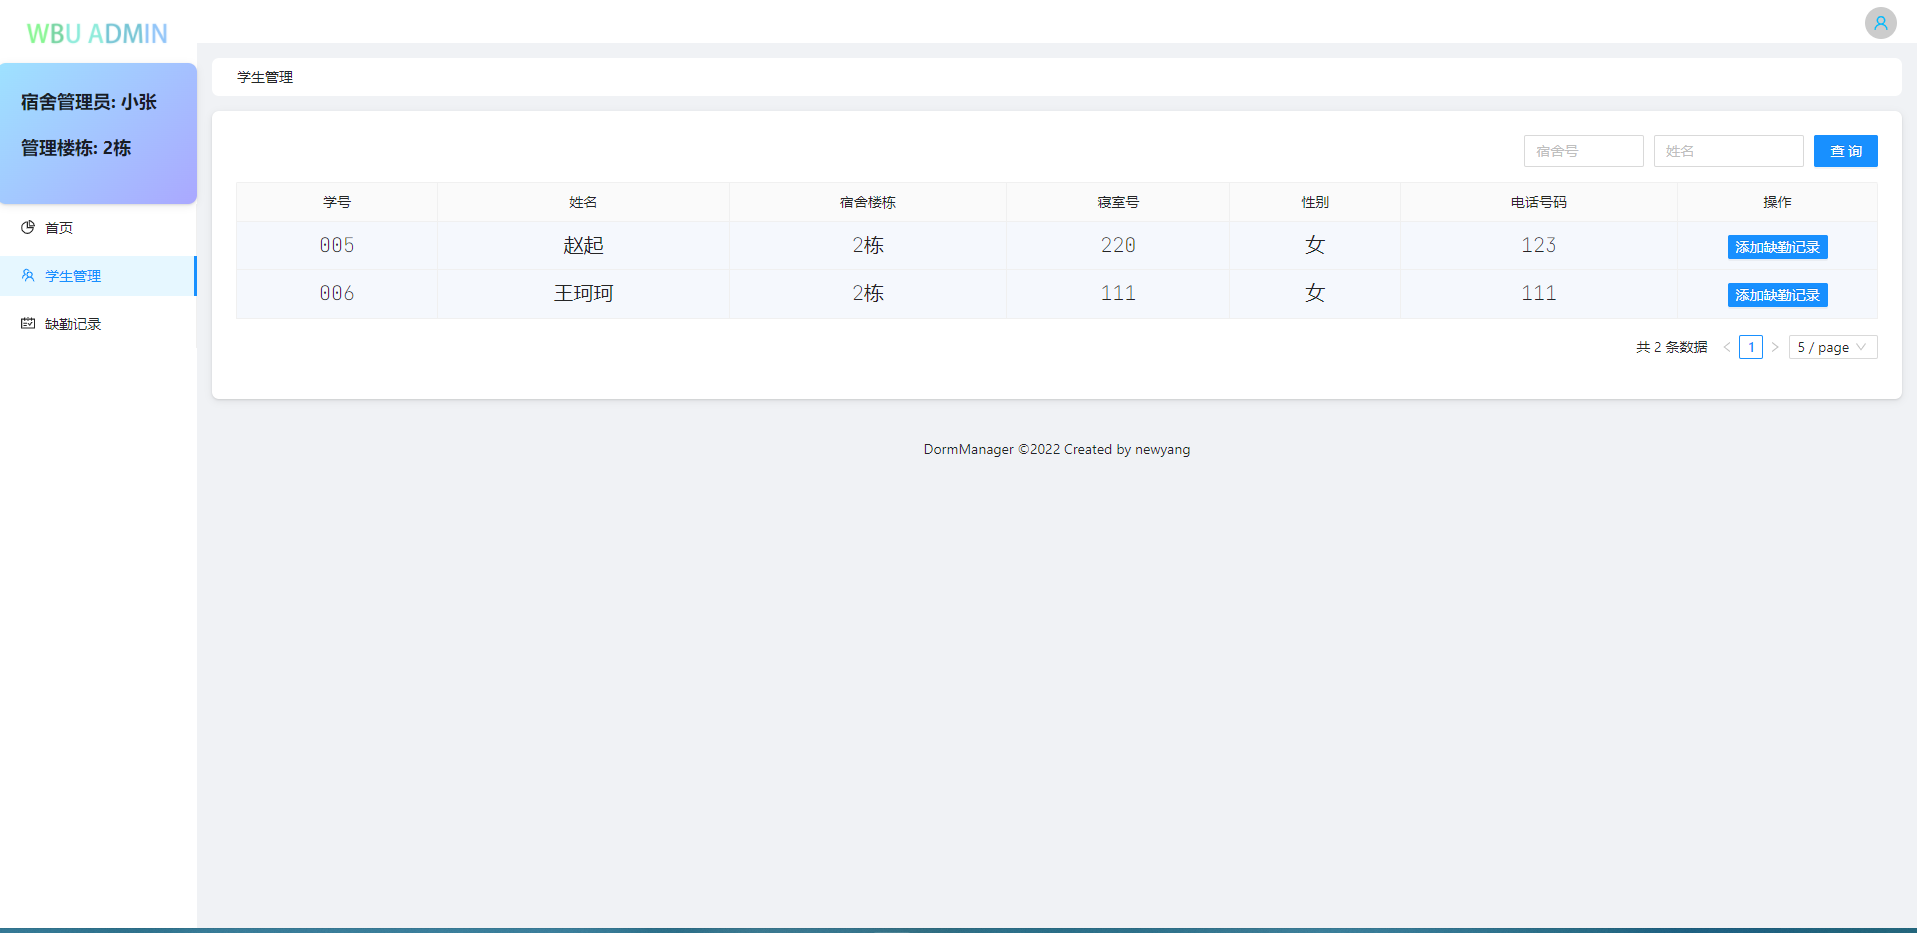 WBU ADMIN
宿舍管理员: 小张
管理楼栋: 2栋
首页
学生管理
缺勤记录
学生管理
宿舍号 姓名 查 询
学号 姓名 宿舍楼栋 寝室号 性别 电话号码 操作
005 赵起 2栋 220 女 123 添加缺勤记录
006 王珂珂 2栋 111 女 111 添加缺勤记录
共 2 条数据 < 1 > 5 / page
DormManager ©2022 Created by newyang